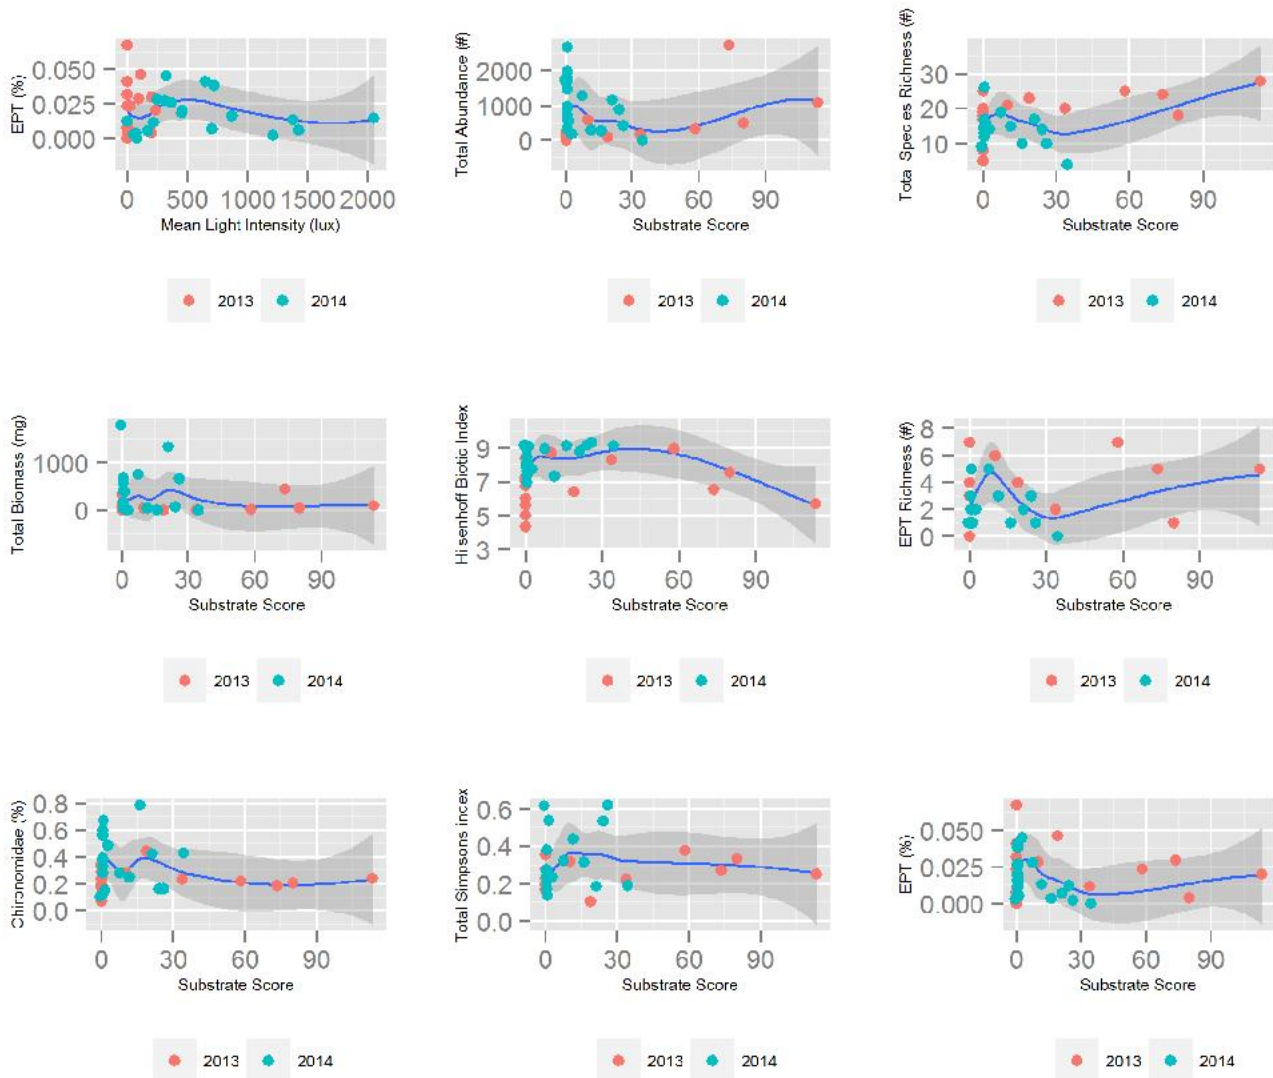 EPT (%)
0.050
0.025
0.000
0 500 1000 1500 2000
Mean Light Intensity (lux)
2013 2014
Total Abundance (#)
2000
1000
0
0 30 60 90
Substrate Score
Tota Spec es Richness (#)
30
20
10
0 30 60 90
Substrate Score
2013 2014
Total Biomass (mg)
1000
0
0 30 60 90
Substrate Score
2013 2014
Hi senhoff Biotic Index
9
7
5
3
0 30 60 90
Substrate Score
2013 2014
EPT Richness (#)
8
6
4
2
0
0 30 60 90
Substrate Score
2013 2014
Chironomidae (%)
0.8
0.6
0.4
0.2
0.0
0 30 60 90
Substrate Score
2013 2014
Total Simpsons incex
0.6
0.4
0.2
0.0
0 30 60 90
Substrate Score
2013 2014
EPT (%)
0.050
0.025
0.000
0 30 60 90
Substrate Score
2013 2014
2013 2014